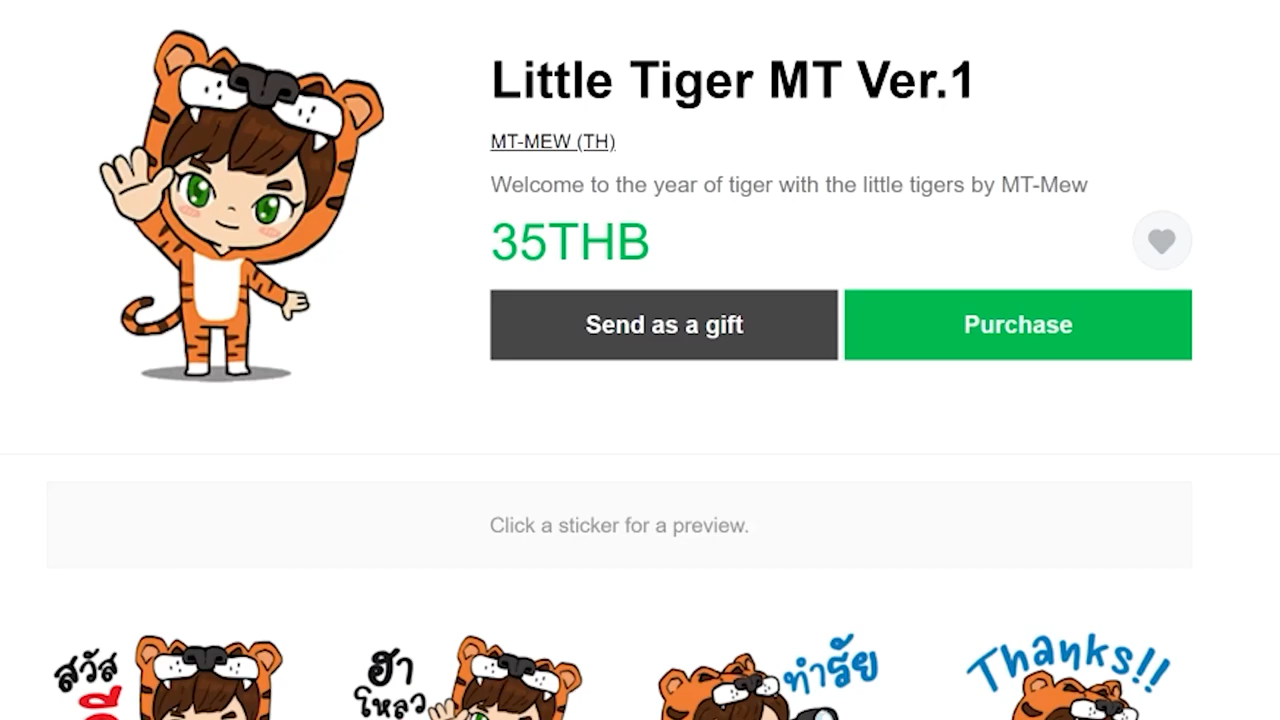 Little Tiger MT Ver.1
MT-MEW (TH)
Welcome to the year of tiger with the little tigers by MT-Mew
35THB
Send as a gift
Purchase
Click a sticker for a preview.
สวัส
ฮา
โหลว
ทำรัย
Thanks!!